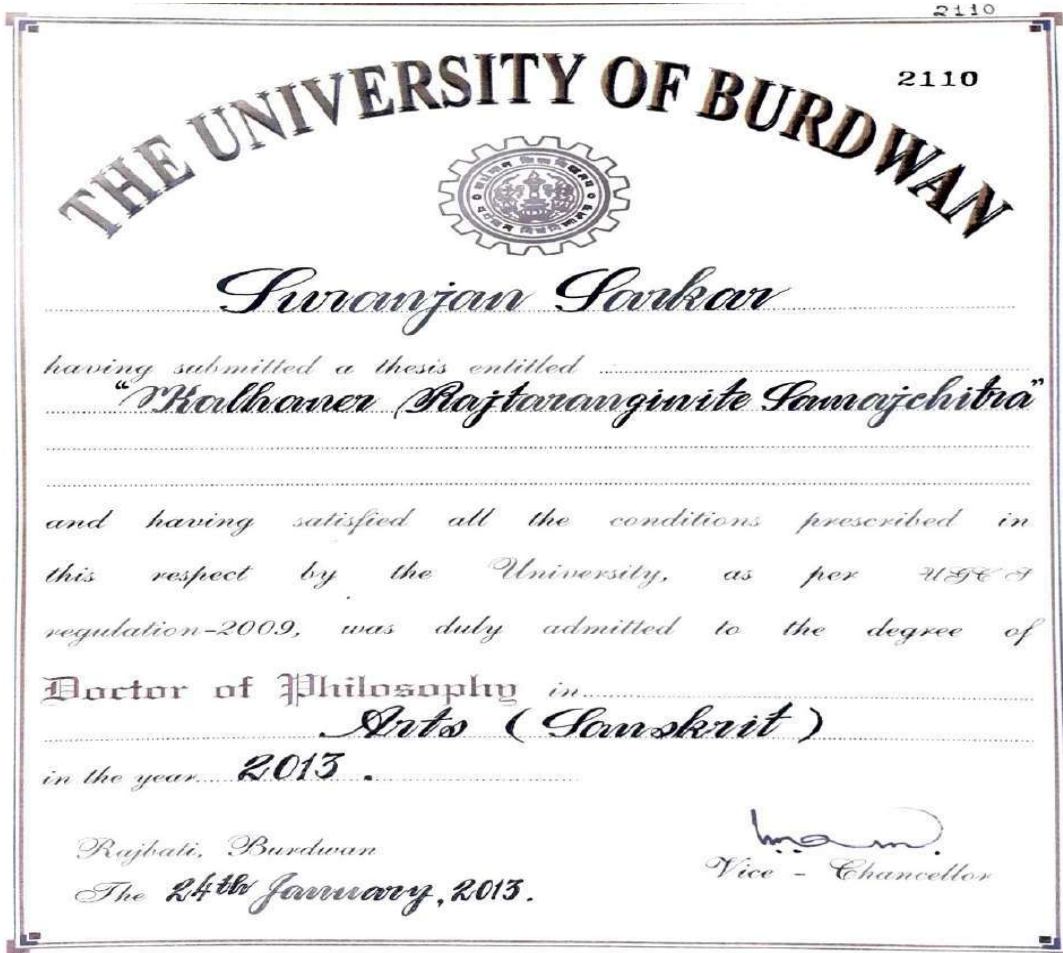 2110
2110
THE UNIVERSITY OF BURDWAN
Suranjan Sarkar
having submitted a thesis entitled
"Kalhaner Rajtaranginite Samajchitra"
and having satisfied all the conditions prescribed in
this respect by the University, as per UGC's
regulation-2009, was duly admitted to the degree of
Doctor of Philosophy in
Arts (Sanskrit)
in the year 2013.
Rajbati, Burdwan
The 24th January, 2013.
Vice - Chancellor